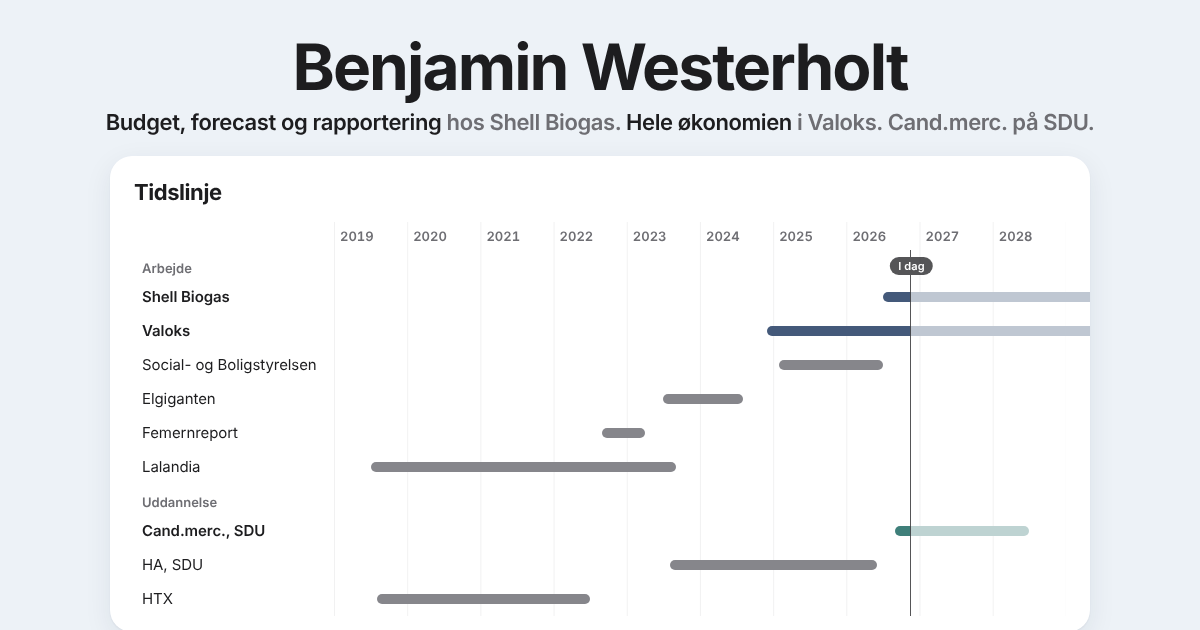 Benjamin Westerholt
Budget, forecast og rapportering hos Shell Biogas. Hele økonomien i Valoks. Cand.merc. på SDU.
Tidslinje
2019 2020 2021 2022 2023 2024 2025 2026 2027 2028
I dag
Arbejde
Shell Biogas
Valoks
Social- og Boligstyrelsen
Elgiganten
Femernreport
Lalandia
Uddannelse
Cand.merc., SDU
HA, SDU
HTX